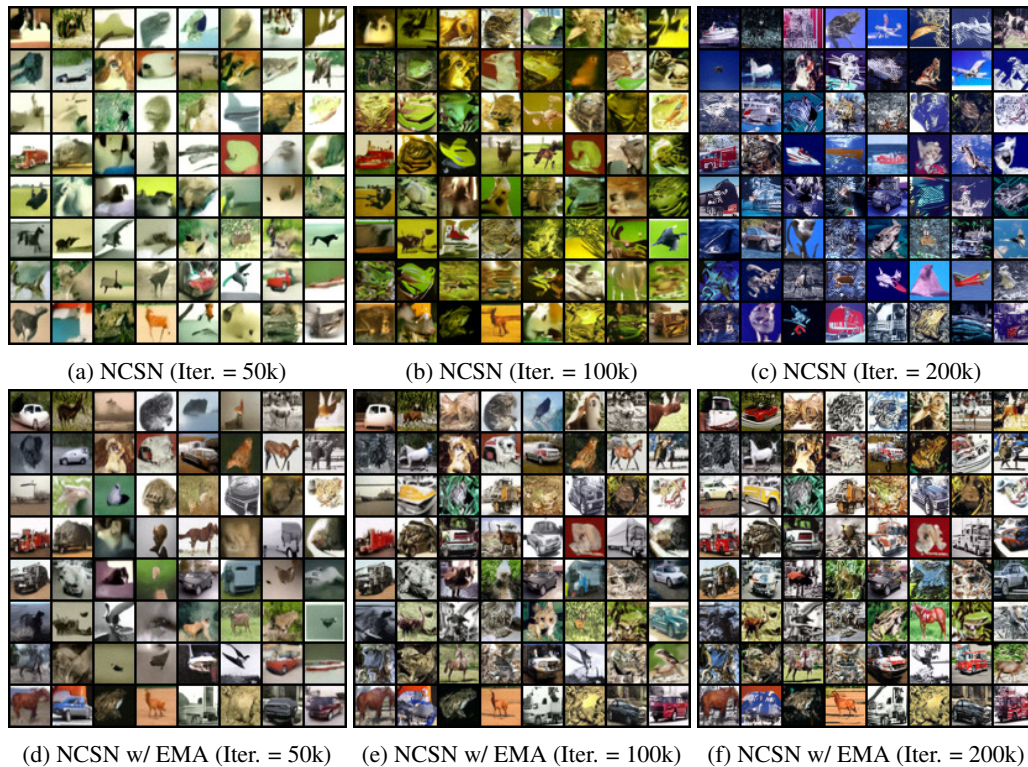 (a) NCSN (Iter. = 50k)
(b) NCSN (Iter. = 100k)
(c) NCSN (Iter. = 200k)
(d) NCSN w/ EMA (Iter. = 50k)
(e) NCSN w/ EMA (Iter. = 100k)
(f) NCSN w/ EMA (Iter. = 200k)